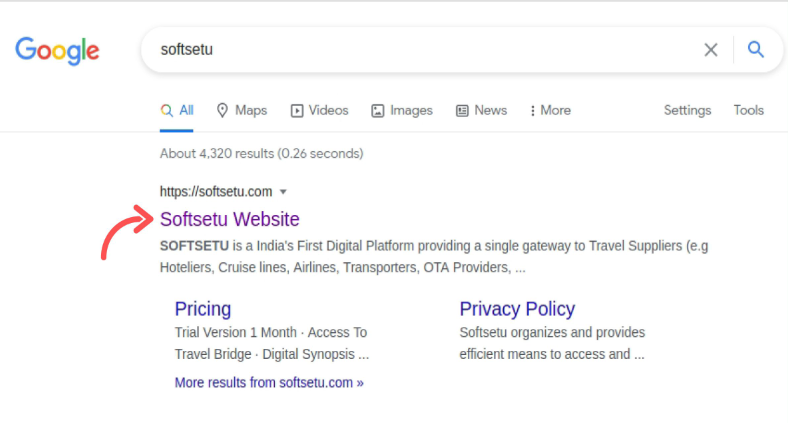 Google
softsetu
All Maps Videos Images News More Settings Tools
About 4,320 results (0.26 seconds)
https://softsetu.com
Softsetu Website
SOFTSETU is a India's First Digital Platform providing a single gateway to Travel Suppliers (e.g
Hoteliers, Cruise lines, Airlines, Transporters, OTA Providers, ...
Pricing
Trial Version 1 Month · Access To
Travel Bridge · Digital Synopsis ...
Privacy Policy
Softsetu organizes and provides
efficient means to access and ...
More results from softsetu.com »